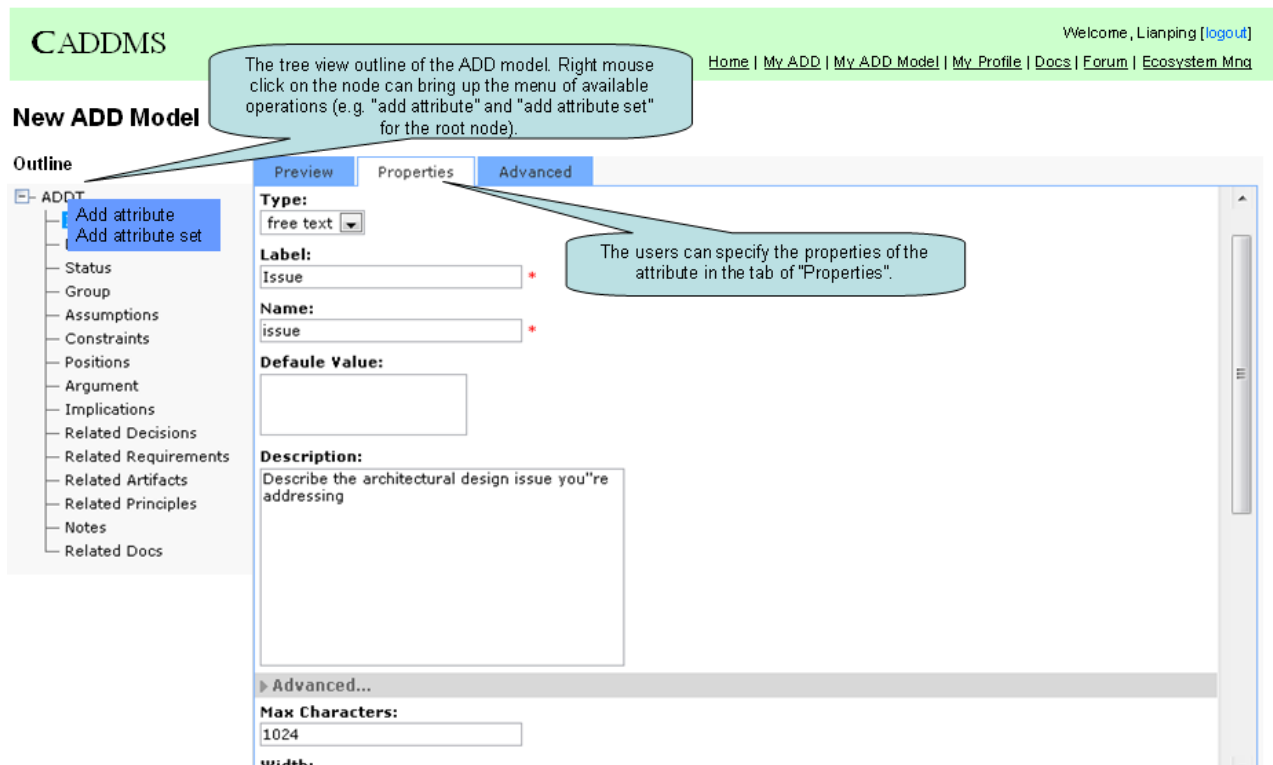 CADDMS
Welcome, Lianping [logout]
Home | My ADD | My ADD Model | My Profile | Docs | Forum | Ecosystem Mng
The tree view outline of the ADD model. Right mouse
click on the node can bring up the menu of available
operations (e.g. "add attribute" and "add attribute set"
for the root node).
New ADD Model
Outline
ADDT
Add attribute
Add attribute set
Status
Group
Assumptions
Constraints
Positions
Argument
Implications
Related Decisions
Related Requirements
Related Artifacts
Related Principles
Notes
Related Docs
Preview Properties Advanced
Type:
free text
The users can specify the properties of the
attribute in the tab of "Properties".
Label:
Issue *
Name:
issue *
Defaule Value:
Description:
Describe the architectural design issue you''re
addressing
Advanced...
Max Characters:
1024
Width: